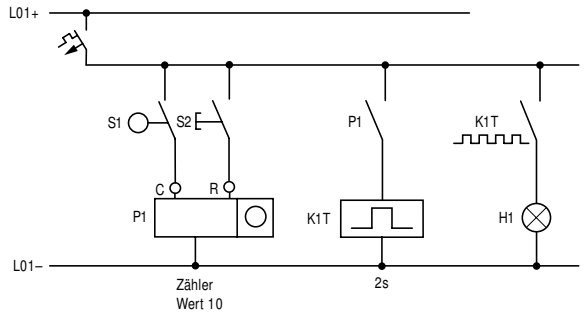 L01+
S1
S2
P1
K1T
C
R
P1
K1T
H1
L01–
Zähler
Wert 10
2s